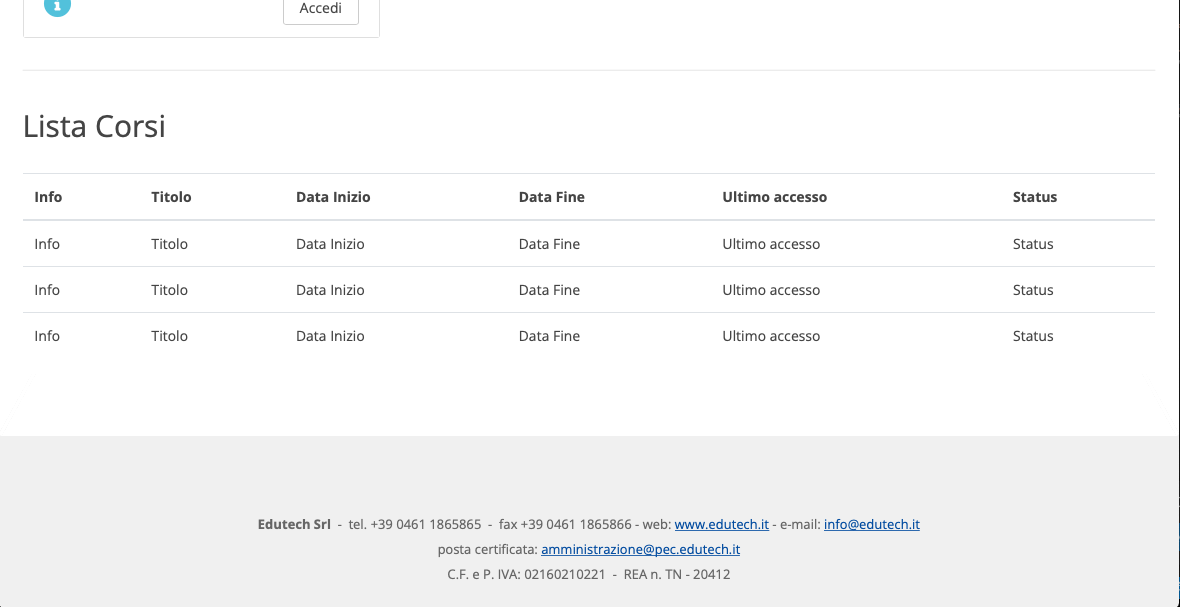 Accedi
Lista Corsi
Info Titolo Data Inizio Data Fine Ultimo accesso Status
Info Titolo Data Inizio Data Fine Ultimo accesso Status
Info Titolo Data Inizio Data Fine Ultimo accesso Status
Info Titolo Data Inizio Data Fine Ultimo accesso Status
Edutech Srl - tel. +39 0461 1865865 - fax +39 0461 1865866 - web: www.edutech.it - e-mail: info@edutech.it
posta certificata: amministrazione@pec.edutech.it
C.F. e P. IVA: 02160210221 - REA n. TN - 20412